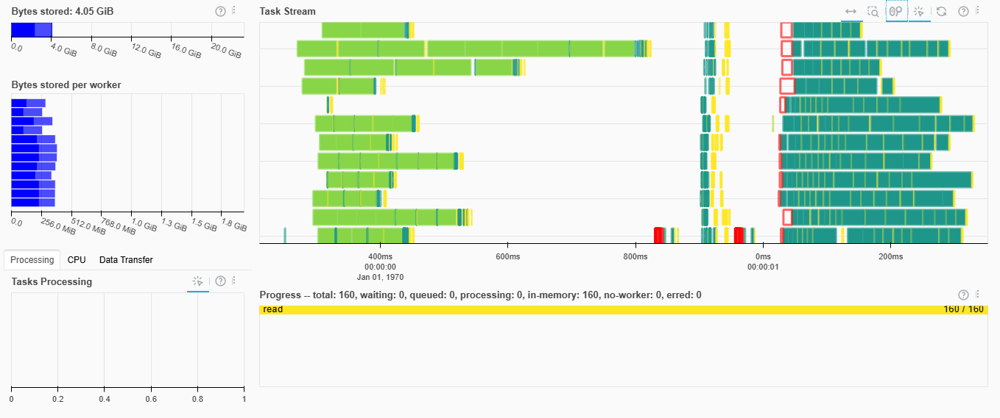 Bytes stored: 4.05 GiB
0.0 4.0 GiB 8.0 GiB 12.0 GiB 16.0 GiB 20.0 GiB
Bytes stored per worker
0.0 256.0 MiB 512.0 MiB 768.0 MiB 1.0 GiB 1.3 GiB 1.5 GiB 1.8 GiB
Processing CPU Data Transfer
Tasks Processing
0 0.2 0.4 0.6 0.8 1
Task Stream
400ms 600ms 800ms 0ms 200ms
00:00:00 00:00:01
Jan 01, 1970
Progress -- total: 160, waiting: 0, queued: 0, processing: 0, in-memory: 160, no-worker: 0, erred: 0
read 160 / 160